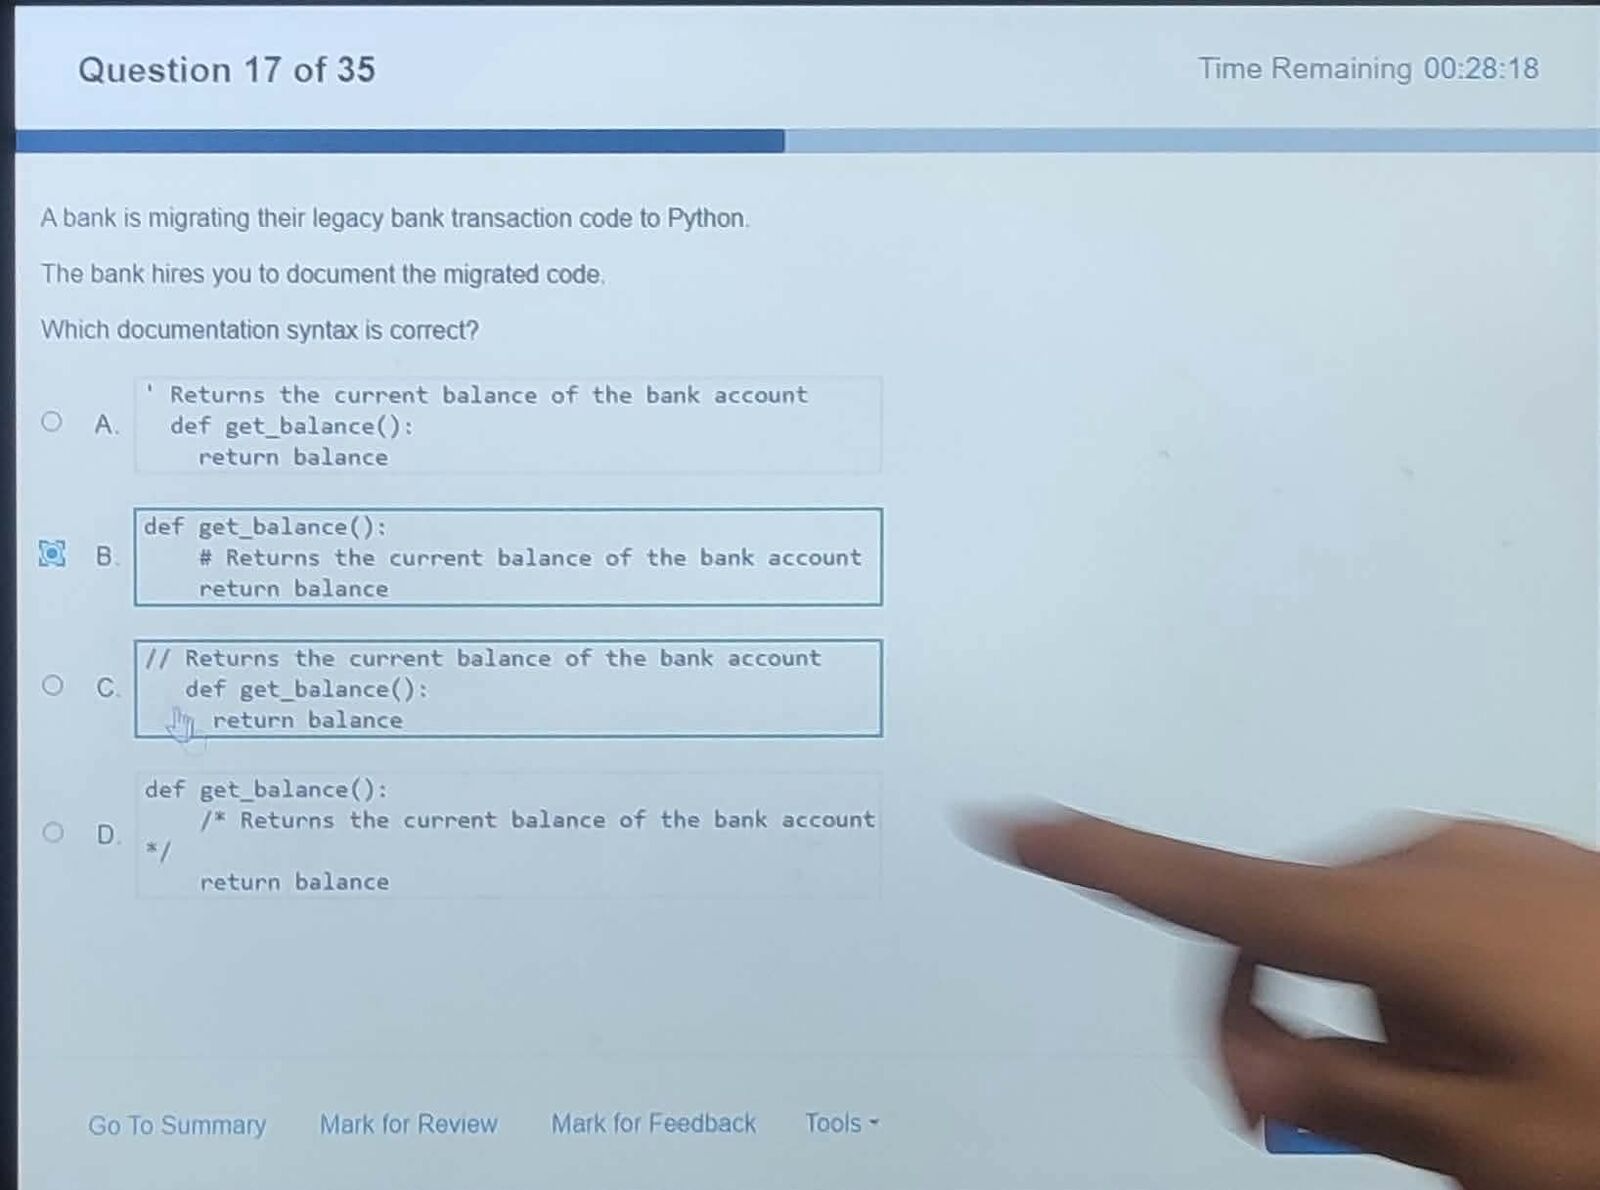 Question 17 of 35
Time Remaining 00:28:18
A bank is migrating their legacy bank transaction code to Python.
The bank hires you to document the migrated code.
Which documentation syntax is correct?
A.
' Returns the current balance of the bank account
def get_balance():
return balance
B.
def get_balance():
# Returns the current balance of the bank account
return balance
C.
// Returns the current balance of the bank account
def get_balance():
return balance
D.
def get_balance():
/* Returns the current balance of the bank account
*/
return balance
Go To Summary
Mark for Review
Mark for Feedback
Tools